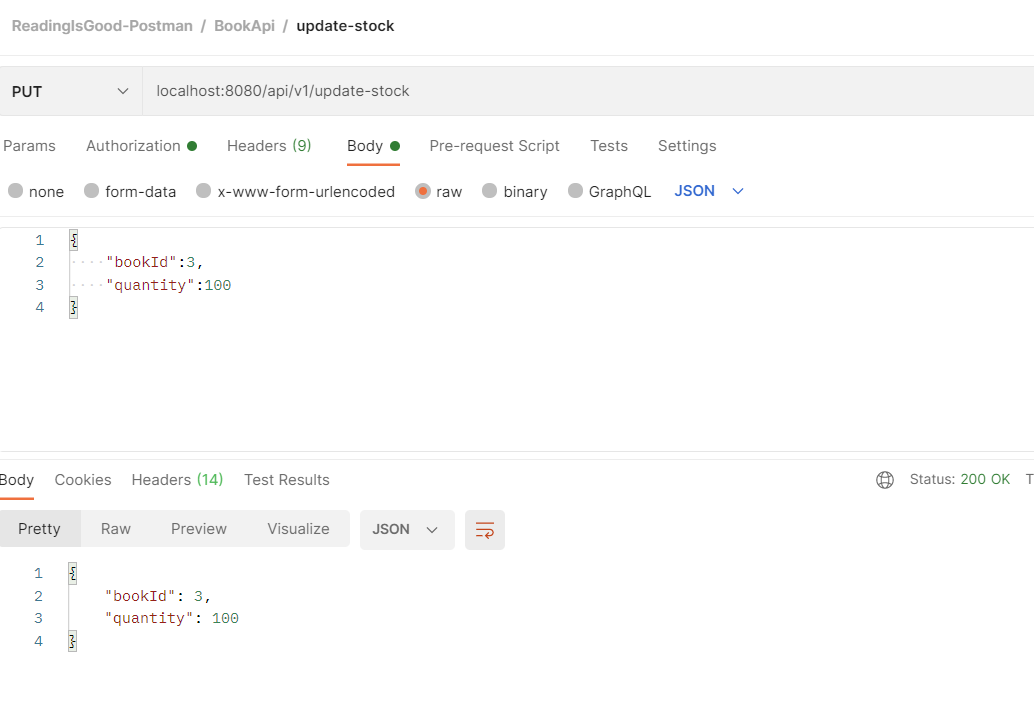 ReadingIsGood-Postman / BookApi / update-stock
PUT localhost:8080/api/v1/update-stock
Params Authorization Headers (9) Body Pre-request Script Tests Settings
none form-data x-www-form-urlencoded raw binary GraphQL JSON
1 {
2 "bookId":3,
3 "quantity":100
4 }
Body Cookies Headers (14) Test Results Status: 200 OK T
Pretty Raw Preview Visualize JSON
1 {
2 "bookId": 3,
3 "quantity": 100
4 }